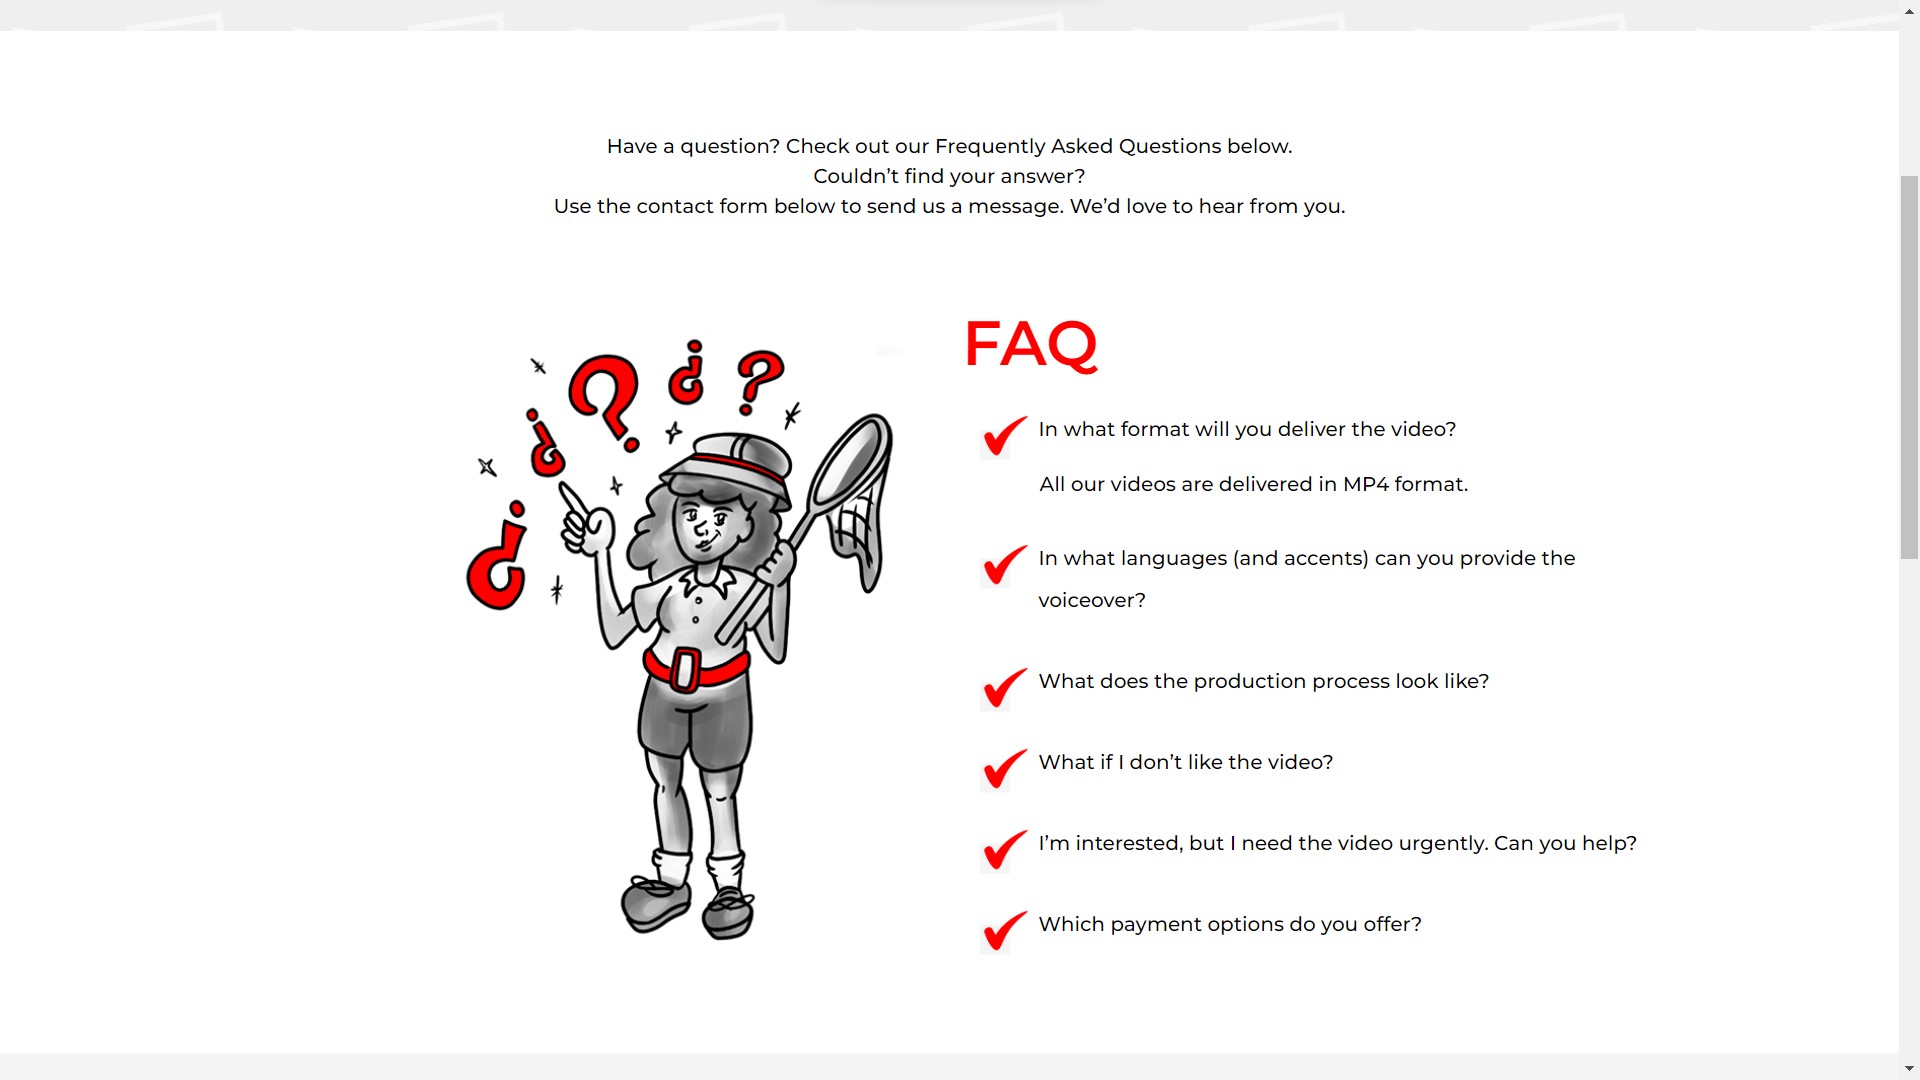 Have a question? Check out our Frequently Asked Questions below.
Couldn’t find your answer?
Use the contact form below to send us a message. We’d love to hear from you.
FAQ
In what format will you deliver the video?
All our videos are delivered in MP4 format.
In what languages (and accents) can you provide the
voiceover?
What does the production process look like?
What if I don’t like the video?
I’m interested, but I need the video urgently. Can you help?
Which payment options do you offer?